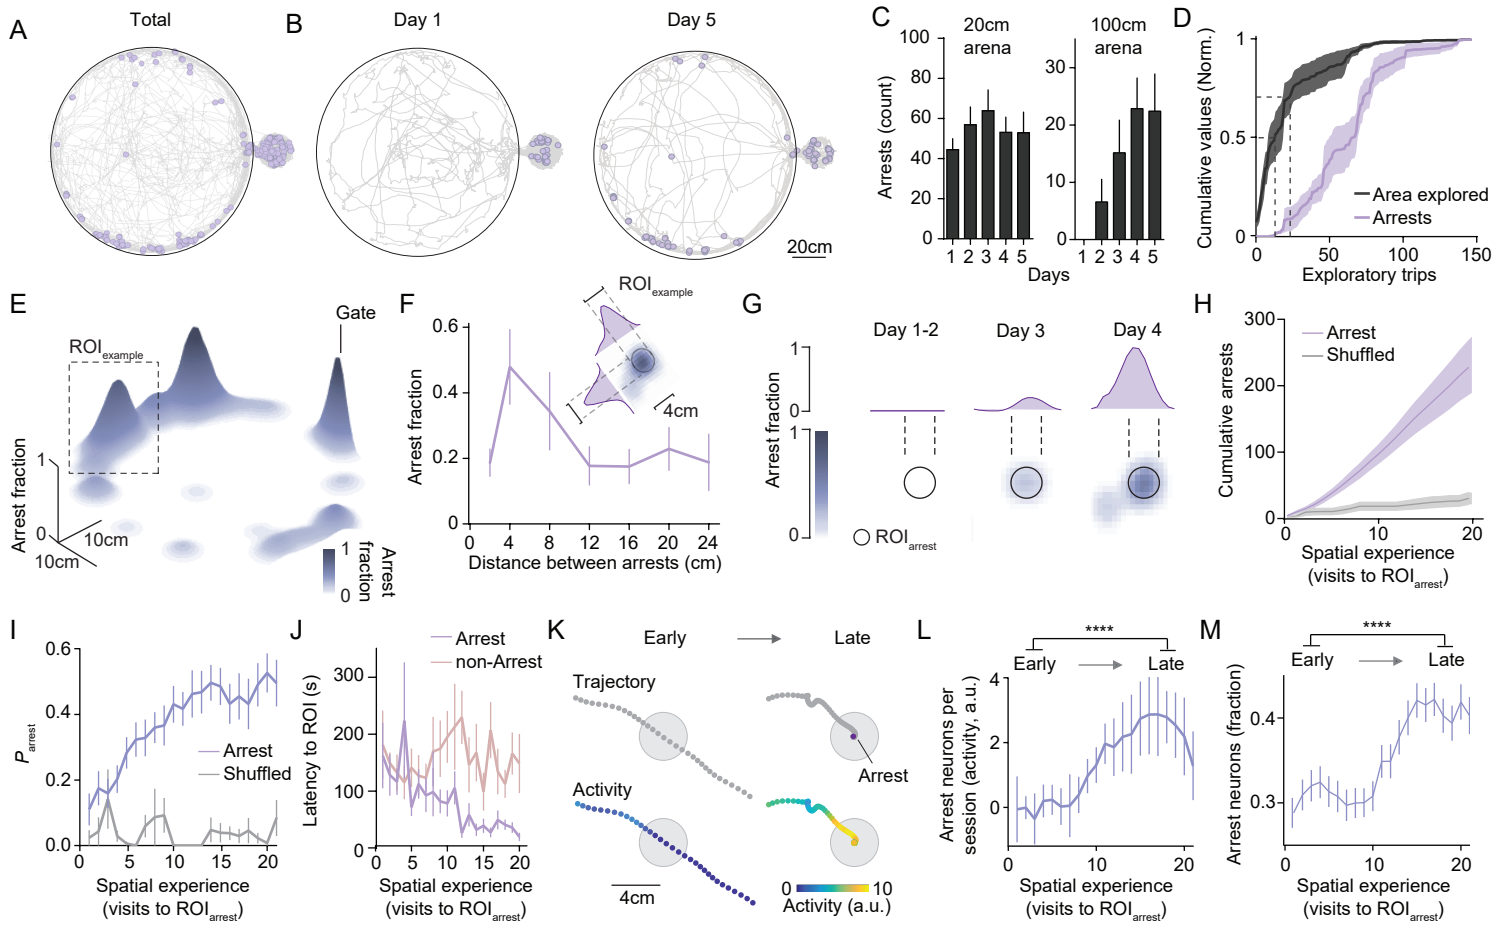 A
Total
B
Day 1
Day 5
20cm
C
20cm
arena
100cm
arena
Arrests (count)
100
80
60
40
20
0
30
20
10
0
1 2 3 4 5
1 2 3 4 5
Days
D
Cumulative values (Norm.)
1
0.5
0
Area explored
Arrests
0 50 100 150
Exploratory trips
E
Gate
ROIexample
Arrest fraction
1
0
10cm
10cm
1
0
Arrest
fraction
F
ROIexample
4cm
Arrest fraction
0.6
0.4
0.2
0
0 4 8 12 16 20 24
Distance between arrests (cm)
G
Day 1-2
Day 3
Day 4
Arrest fraction
1
0
1
0
ROIarrest
H
Cumulative arrests
300
200
100
0
Arrest
Shuffled
0 10 20
Spatial experience
(visits to ROIarrest)
I
Parrest
0.6
0.4
0.2
0.0
Arrest
Shuffled
0 5 10 15 20
Spatial experience
(visits to ROIarrest)
J
Arrest
non-Arrest
Latency to ROI (s)
300
200
100
0
0 5 10 15 20
Spatial experience
(visits to ROIarrest)
K
Early
Late
Trajectory
Arrest
Activity
4cm
0 10
Activity (a.u.)
L
****
Early
Late
Arrest neurons per
session (activity, a.u.)
4
2
0
0 10 20
Spatial experience
(visits to ROIarrest)
M
****
Early
Late
Arrest neurons (fraction)
0.4
0.3
0 10 20
Spatial experience
(visits to ROIarrest)